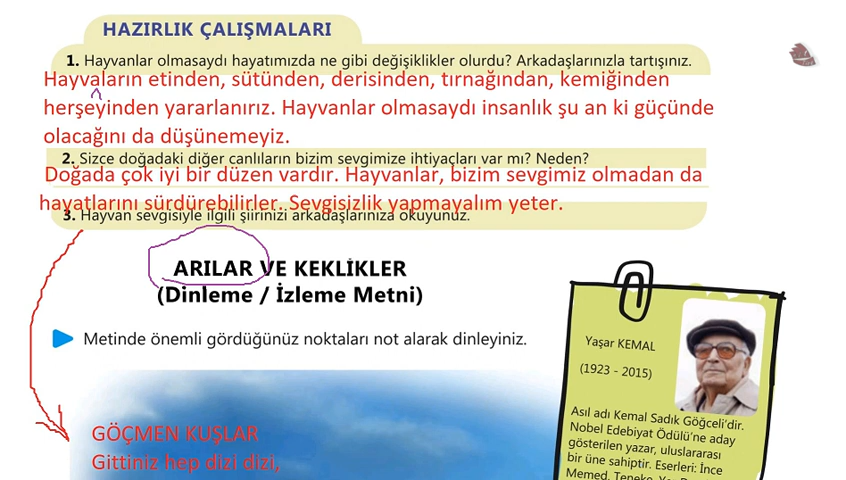 HAZIRLIK ÇALIŞMALARI
1. Hayvanlar olmasaydı hayatımızda ne gibi değişiklikler olurdu? Arkadaşlarınızla tartışınız.
Hayvaların etinden, sütünden, derisinden, tırnağından, kemiğinden
herşeyinden yararlanırız. Hayvanlar olmasaydı insanlık şu an ki güçünde
olacağını da düşünemeyiz.
2. Sizce doğadaki diğer canlıların bizim sevgimize ihtiyaçları var mı? Neden?
Doğada çok iyi bir düzen vardır. Hayvanlar, bizim sevgimiz olmadan da
hayatlarını sürdürebilirler. Sevgisizlik yapmayalım yeter.
3. Hayvan sevgisiyle ilgili şiirinizi arkadaşlarınıza okuyunuz.
ARILAR VE KEKLİKLER
(Dinleme / İzleme Metni)
Metinde önemli gördüğünüz noktaları not alarak dinleyiniz.
GÖÇMEN KUŞLAR
Gittiniz hep dizi dizi,
Yaşar KEMAL
(1923 - 2015)
Asıl adı Kemal Sadık Göğceli'dir.
Nobel Edebiyat Ödülü'ne aday
gösterilen yazar, uluslararası
bir üne sahiptir. Eserleri: İnce
Memed, Teneke,